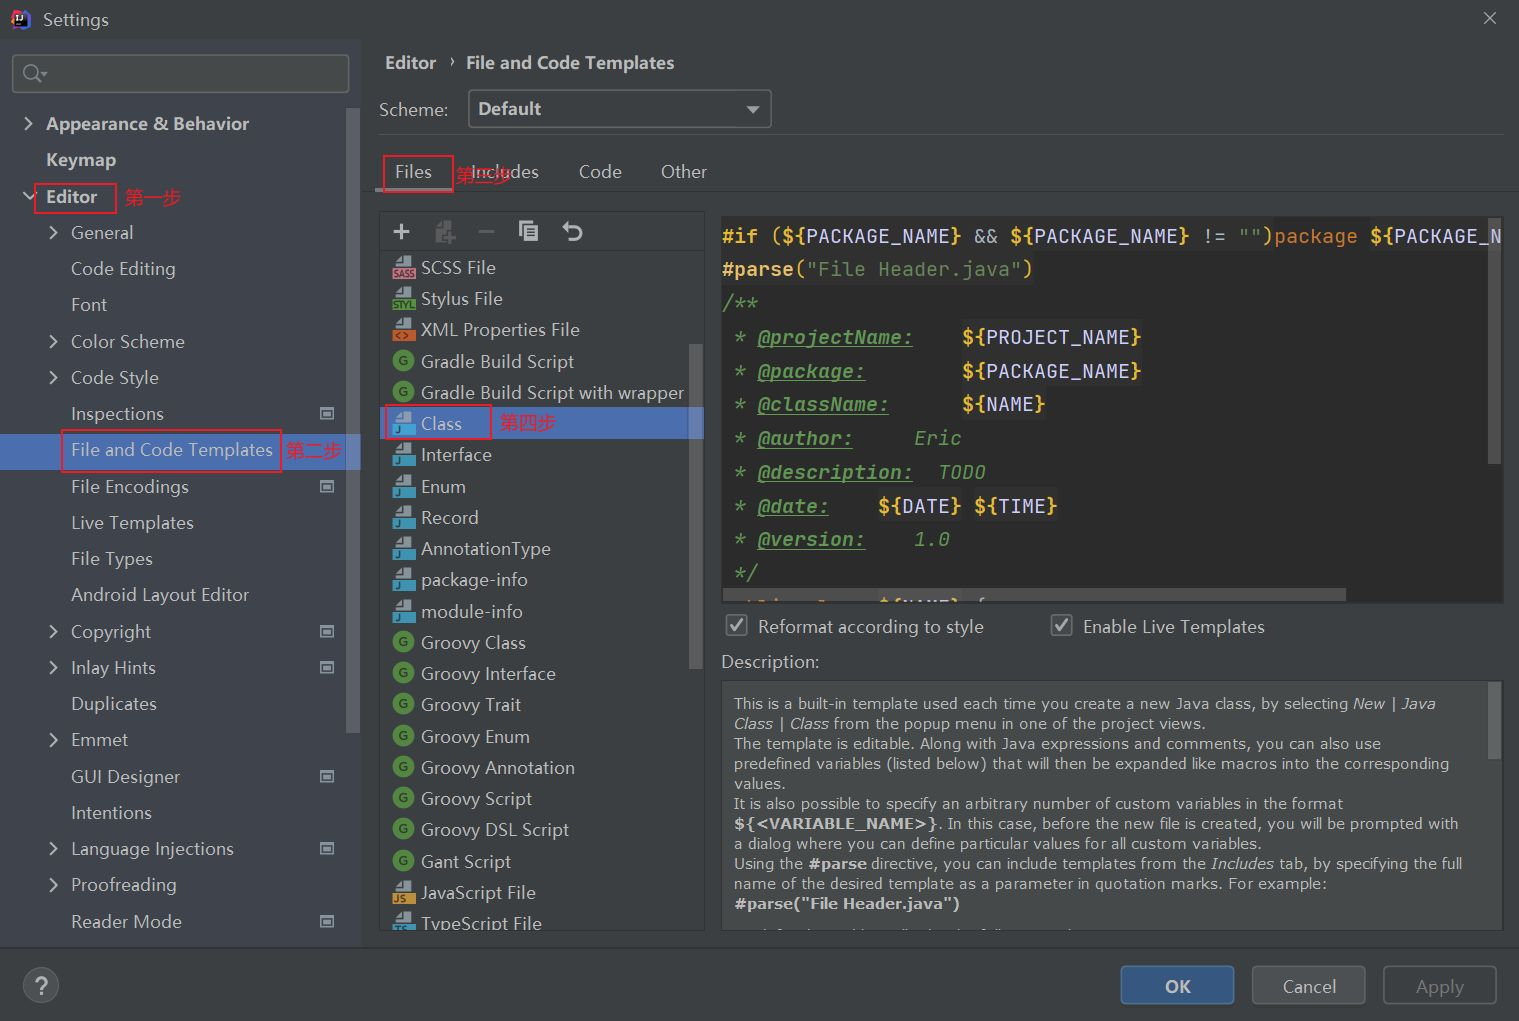 Settings
Appearance & Behavior
Keymap
Editor 第一步
General
Code Editing
Font
Color Scheme
Code Style
Inspections
File and Code Templates 第二步
File Encodings
Live Templates
File Types
Android Layout Editor
Copyright
Inlay Hints
Duplicates
Emmet
GUI Designer
Intentions
Language Injections
Proofreading
Reader Mode
Editor › File and Code Templates
Scheme: Default
Files 第三步 Includes Code Other
SCSS File
Stylus File
XML Properties File
Gradle Build Script
Gradle Build Script with wrapper
Class 第四步
Interface
Enum
Record
AnnotationType
package-info
module-info
Groovy Class
Groovy Interface
Groovy Trait
Groovy Enum
Groovy Annotation
Groovy Script
Groovy DSL Script
Gant Script
JavaScript File
TypeScript File
#if (${PACKAGE_NAME} && ${PACKAGE_NAME} != "")package ${PACKAGE_N
#parse("File Header.java")
/**
* @projectName: ${PROJECT_NAME}
* @package: ${PACKAGE_NAME}
* @className: ${NAME}
* @author: Eric
* @description: TODO
* @date: ${DATE} ${TIME}
* @version: 1.0
*/
Reformat according to style Enable Live Templates
Description:
This is a built-in template used each time you create a new Java class, by selecting New | Java
Class | Class from the popup menu in one of the project views.
The template is editable. Along with Java expressions and comments, you can also use
predefined variables (listed below) that will then be expanded like macros into the corresponding
values.
It is also possible to specify an arbitrary number of custom variables in the format
${<VARIABLE_NAME>}. In this case, before the new file is created, you will be prompted with
a dialog where you can define particular values for all custom variables.
Using the #parse directive, you can include templates from the Includes tab, by specifying the full
name of the desired template as a parameter in quotation marks. For example:
#parse("File Header.java")
? OK Cancel Apply